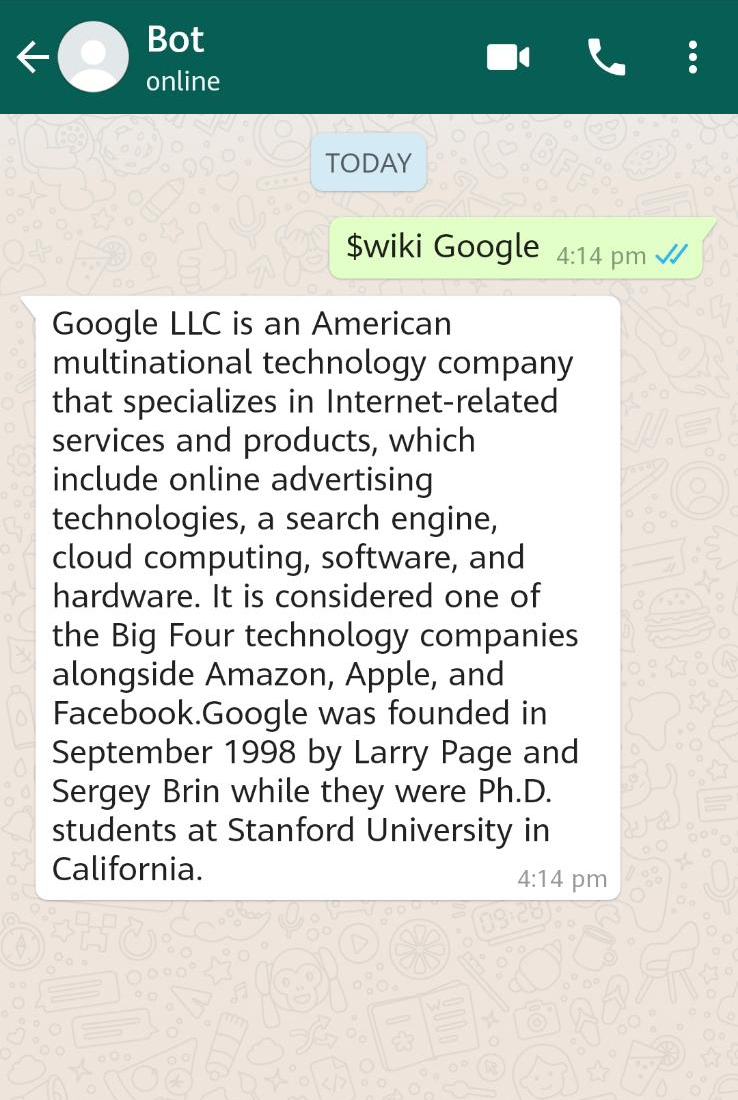 Bot
online
TODAY
$wiki Google 4:14 pm
Google LLC is an American
multinational technology company
that specializes in Internet-related
services and products, which
include online advertising
technologies, a search engine,
cloud computing, software, and
hardware. It is considered one of
the Big Four technology companies
alongside Amazon, Apple, and
Facebook.Google was founded in
September 1998 by Larry Page and
Sergey Brin while they were Ph.D.
students at Stanford University in
California.
4:14 pm